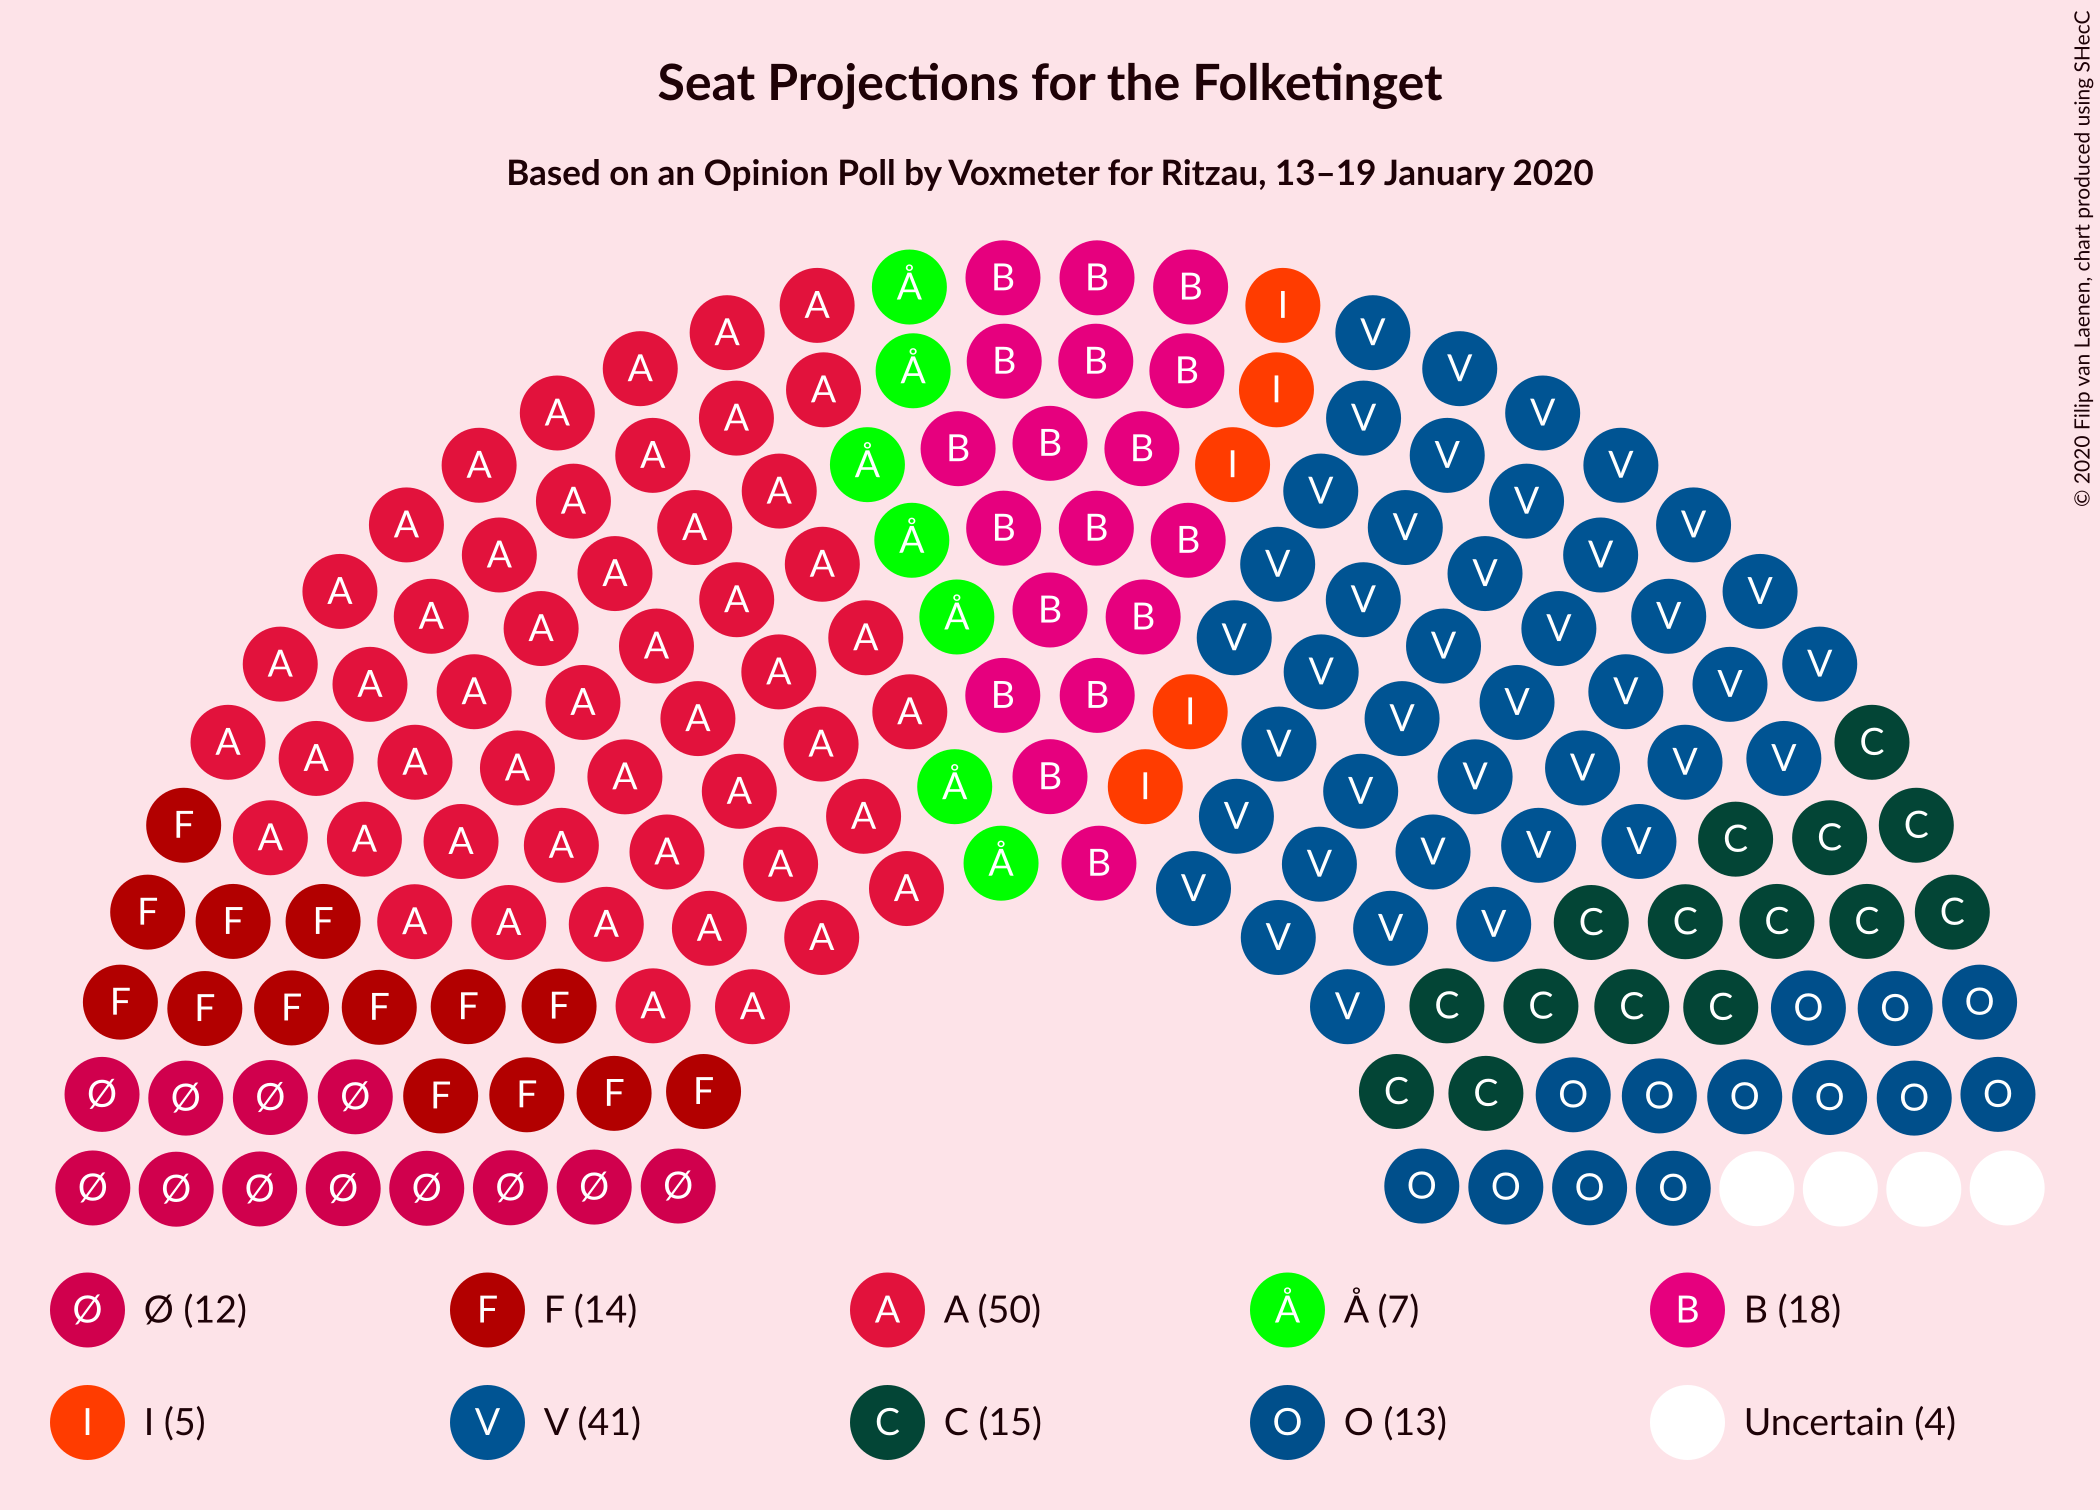 Seat Projections for the Folketinget
Based on an Opinion Poll by Voxmeter for Ritzau, 13–19 January 2020
© 2020 Filip van Laenen, chart produced using SHecC
Å B B B I
A A V V
A Å B B B I V
A A A V V V
A Å B B B I V
A A A A V V V V
A A Å B B B V V V
A A A A V V V V
A A A Å B B V V V V
A A A A V V V V
A A A A B B I V V V V
A A A A V V V V
A A A A Å B I V V V V C
A A A A V V V V
F A A A A A Å B V V V V C C C
F F F A A A A A A V V V V C C C C C
F F F F F F A A V C C C C O O O
Ø Ø Ø Ø F F F F C C O O O O O O
Ø Ø Ø Ø Ø Ø Ø Ø O O O O
Ø Ø (12) F F (14) A A (50) Å Å (7) B B (18)
I I (5) V V (41) C C (15) O O (13) Uncertain (4)